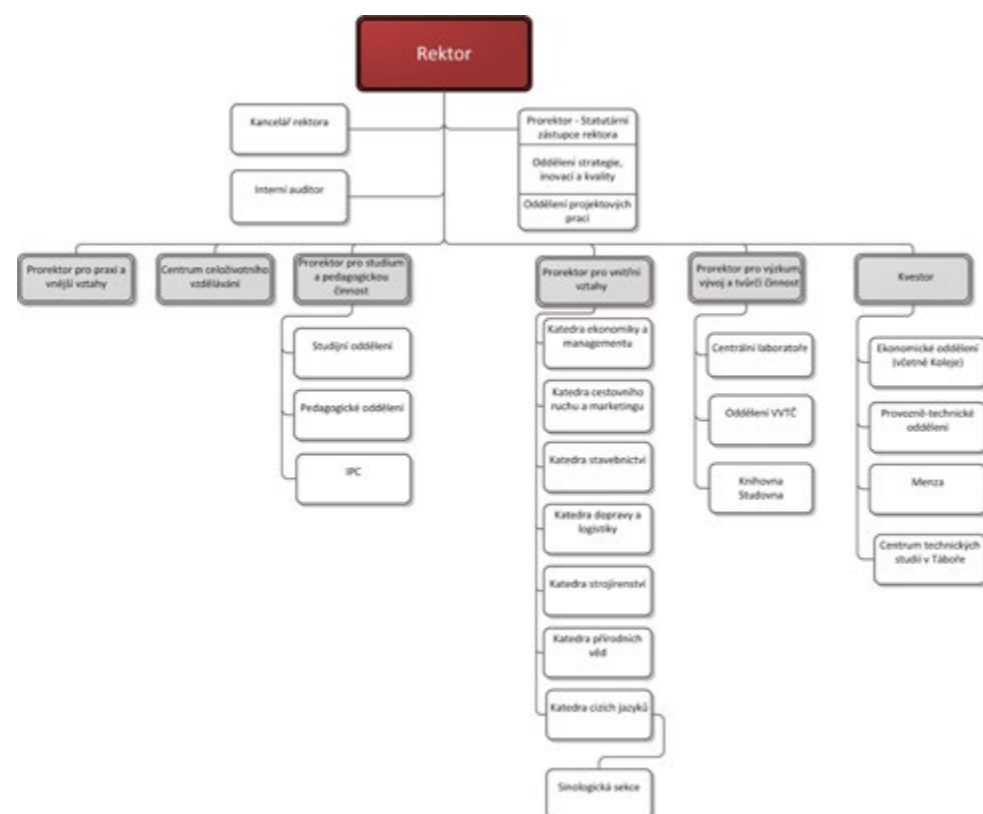 Rektor
Kancelář rektora
Prorektor - Statutární
zástupce rektora
Oddělení strategie,
inovací a kvality
Interní auditor
Oddělení projektových
prací
Prorektor pro praxi a
vnější vztahy
Centrum celoživotního
vzdělávání
Prorektor pro studium
a pedagogickou
činnost
Prorektor pro vnitřní
vztahy
Prorektor pro výzkum,
vývoj a tvůrčí činnost
Kvestor
Studijní oddělení
Pedagogické oddělení
IPC
Katedra ekonomiky a
managementu
Katedra cestovního
ruchu a marketingu
Katedra stavebnictví
Katedra dopravy a
logistiky
Katedra strojírenství
Katedra přírodních
věd
Katedra cizích jazyků
Sinologická sekce
Centrální laboratoře
Oddělení VVTČ
Knihovna
Studovna
Ekonomické oddělení
(včetně Koleje)
Provozně-technické
oddělení
Menza
Centrum technických
studií v Táboře